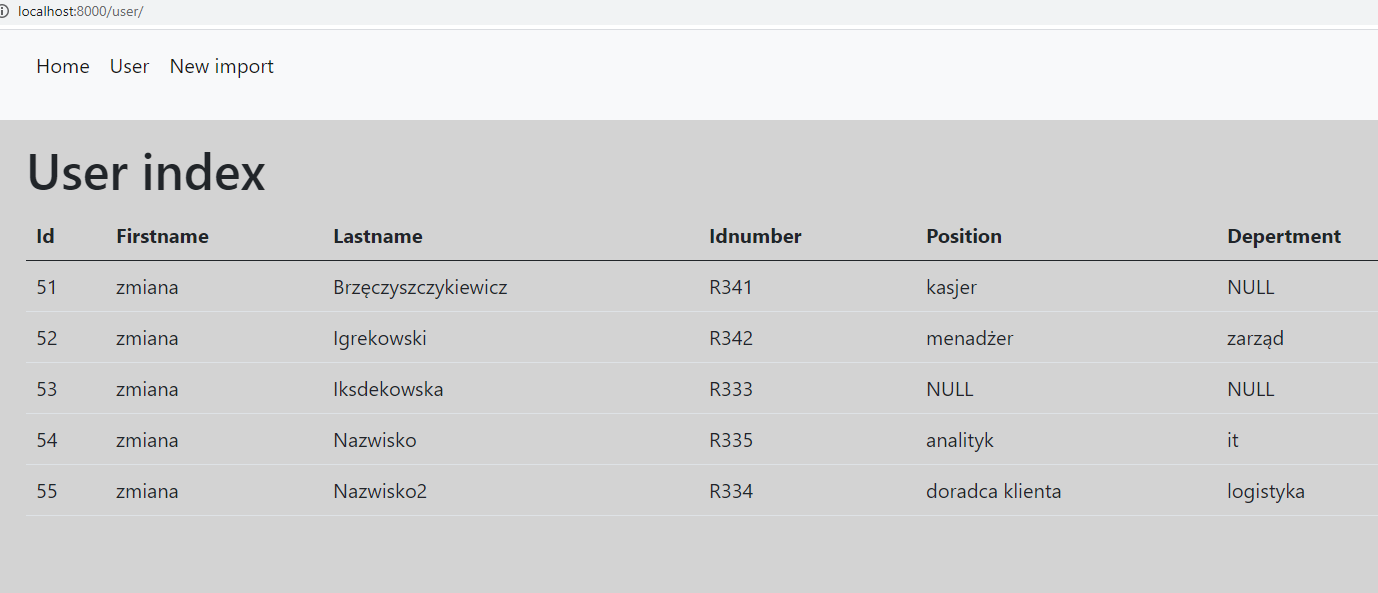 localhost:8000/user/
Home User New import
User index
Id Firstname Lastname Idnumber Position Depertment
51 zmiana Brzęczyszczykiewicz R341 kasjer NULL
52 zmiana Igrekowski R342 menadżer zarząd
53 zmiana Iksdekowska R333 NULL NULL
54 zmiana Nazwisko R335 analityk it
55 zmiana Nazwisko2 R334 doradca klienta logistyka